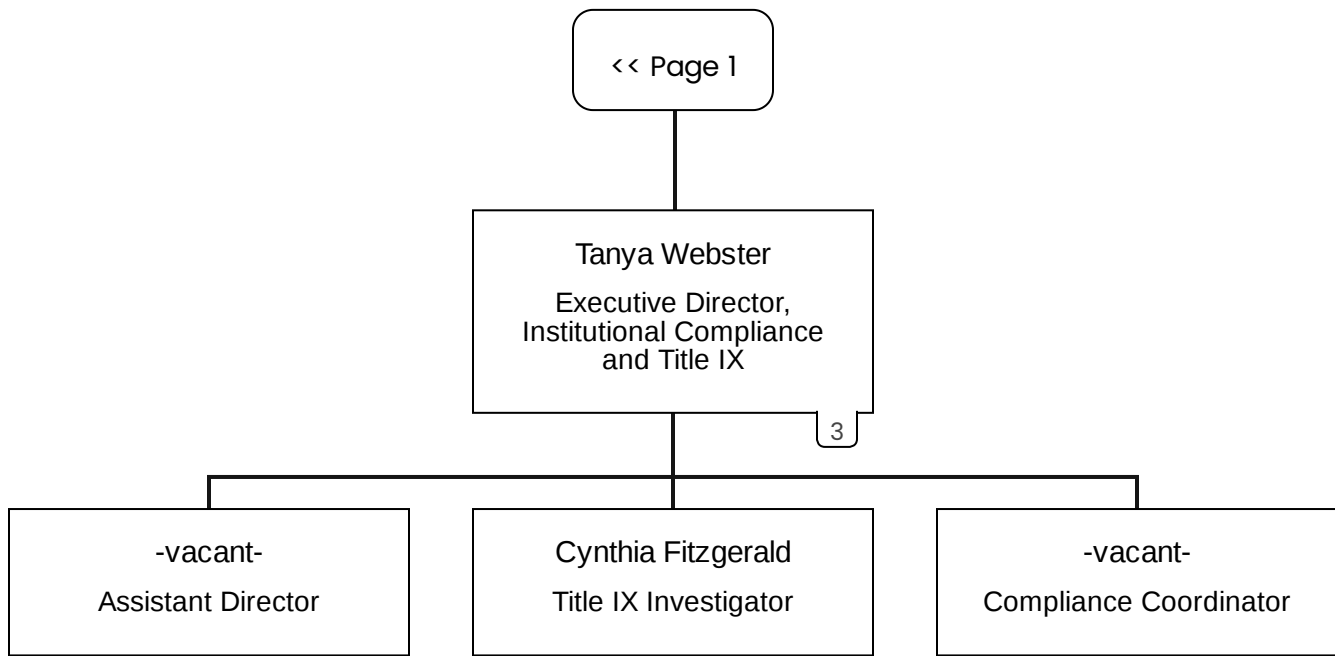 << Page 1
Tanya Webster
Executive Director,
Institutional Compliance
and Title IX
3
-vacant-
Assistant Director
Cynthia Fitzgerald
Title IX Investigator
-vacant-
Compliance Coordinator